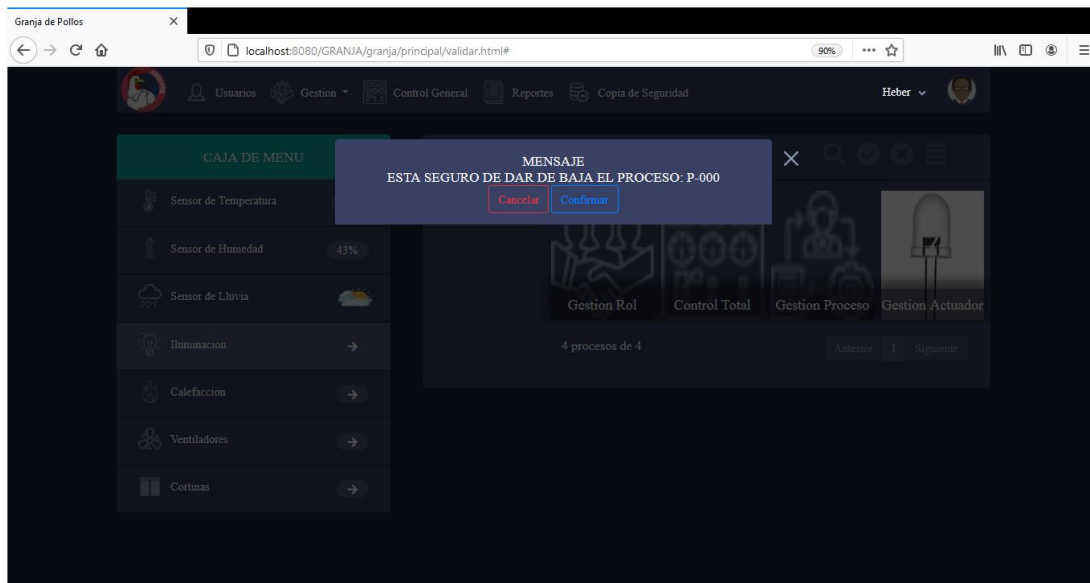 Granja de Pollos
localhost:8080/GRANJA/granja/principal/validar.html#
90%
Usuarios Gestion Control General Reportes Copia de Seguridad Heber
CAJA DE MENU
MENSAJE
ESTA SEGURO DE DAR DE BAJA EL PROCESO: P-000
Cancelar Confirmar
Sensor de Temperatura
Sensor de Humedad 43%
Sensor de Lluvia
Iluminacion
Calefaccion
Ventiladores
Cortinas
Gestion Rol Control Total Gestion Proceso Gestion Actuador
4 procesos de 4
Anterior 1 Siguiente